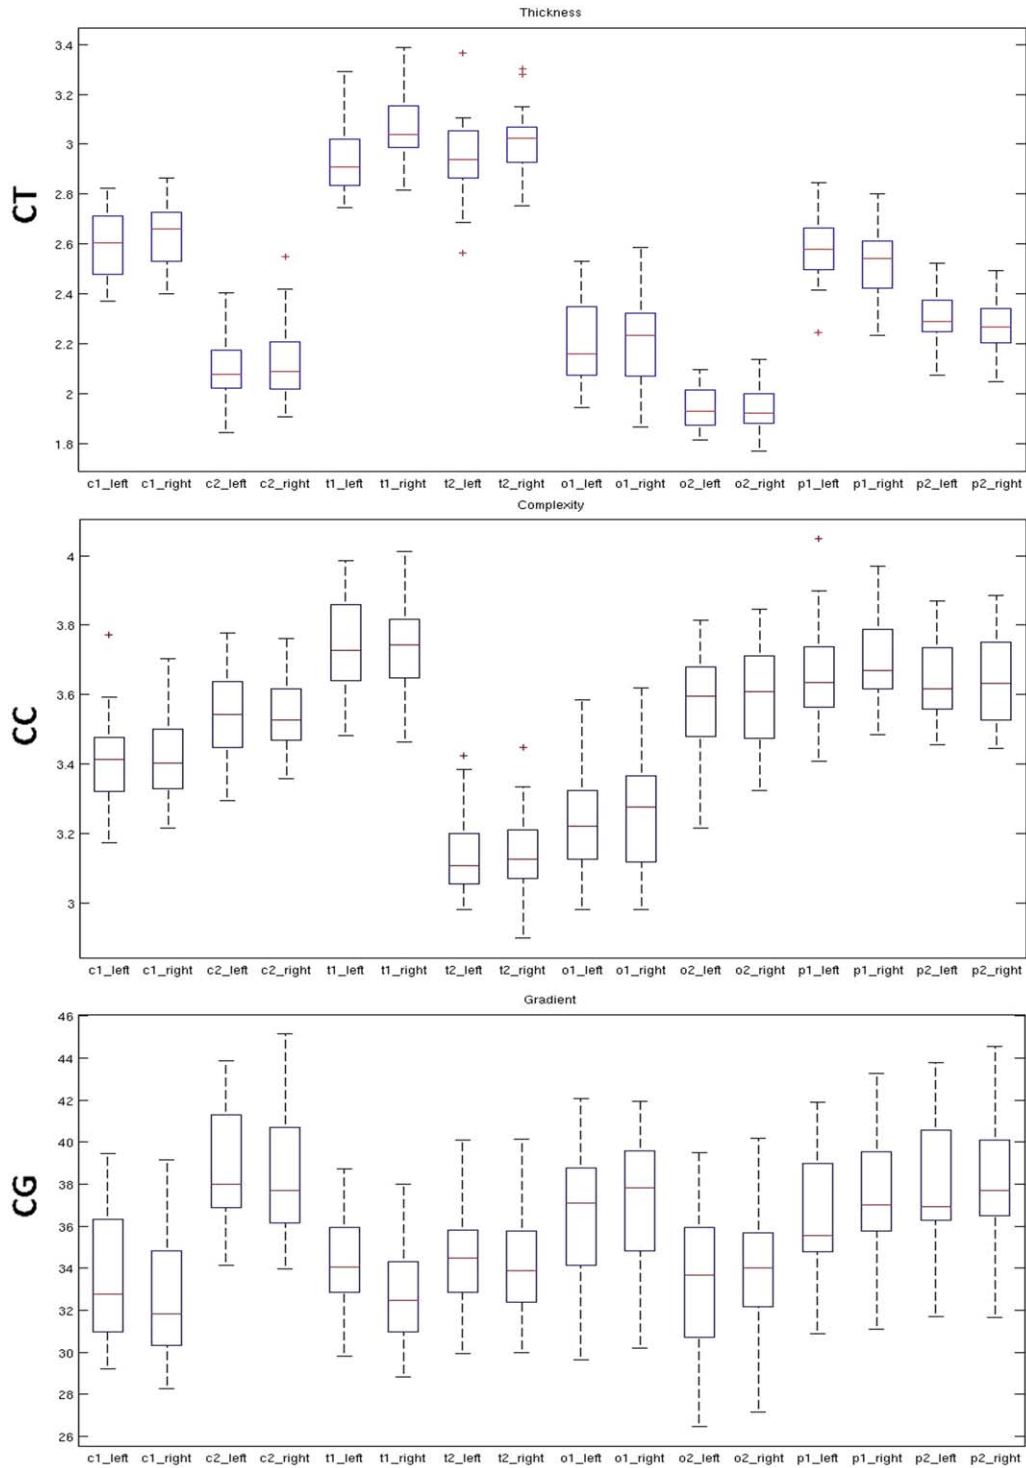 Thickness
CT
3.4
3.2
3
2.8
2.6
2.4
2.2
2
1.8
c1_left c1_right c2_left c2_right t1_left t1_right t2_left t2_right o1_left o1_right o2_left o2_right p1_left p1_right p2_left p2_right
Complexity
CC
4
3.8
3.6
3.4
3.2
3
c1_left c1_right c2_left c2_right t1_left t1_right t2_left t2_right o1_left o1_right o2_left o2_right p1_left p1_right p2_left p2_right
Gradient
CG
46
44
42
40
38
36
34
32
30
28
26
c1_left c1_right c2_left c2_right t1_left t1_right t2_left t2_right o1_left o1_right o2_left o2_right p1_left p1_right p2_left p2_right